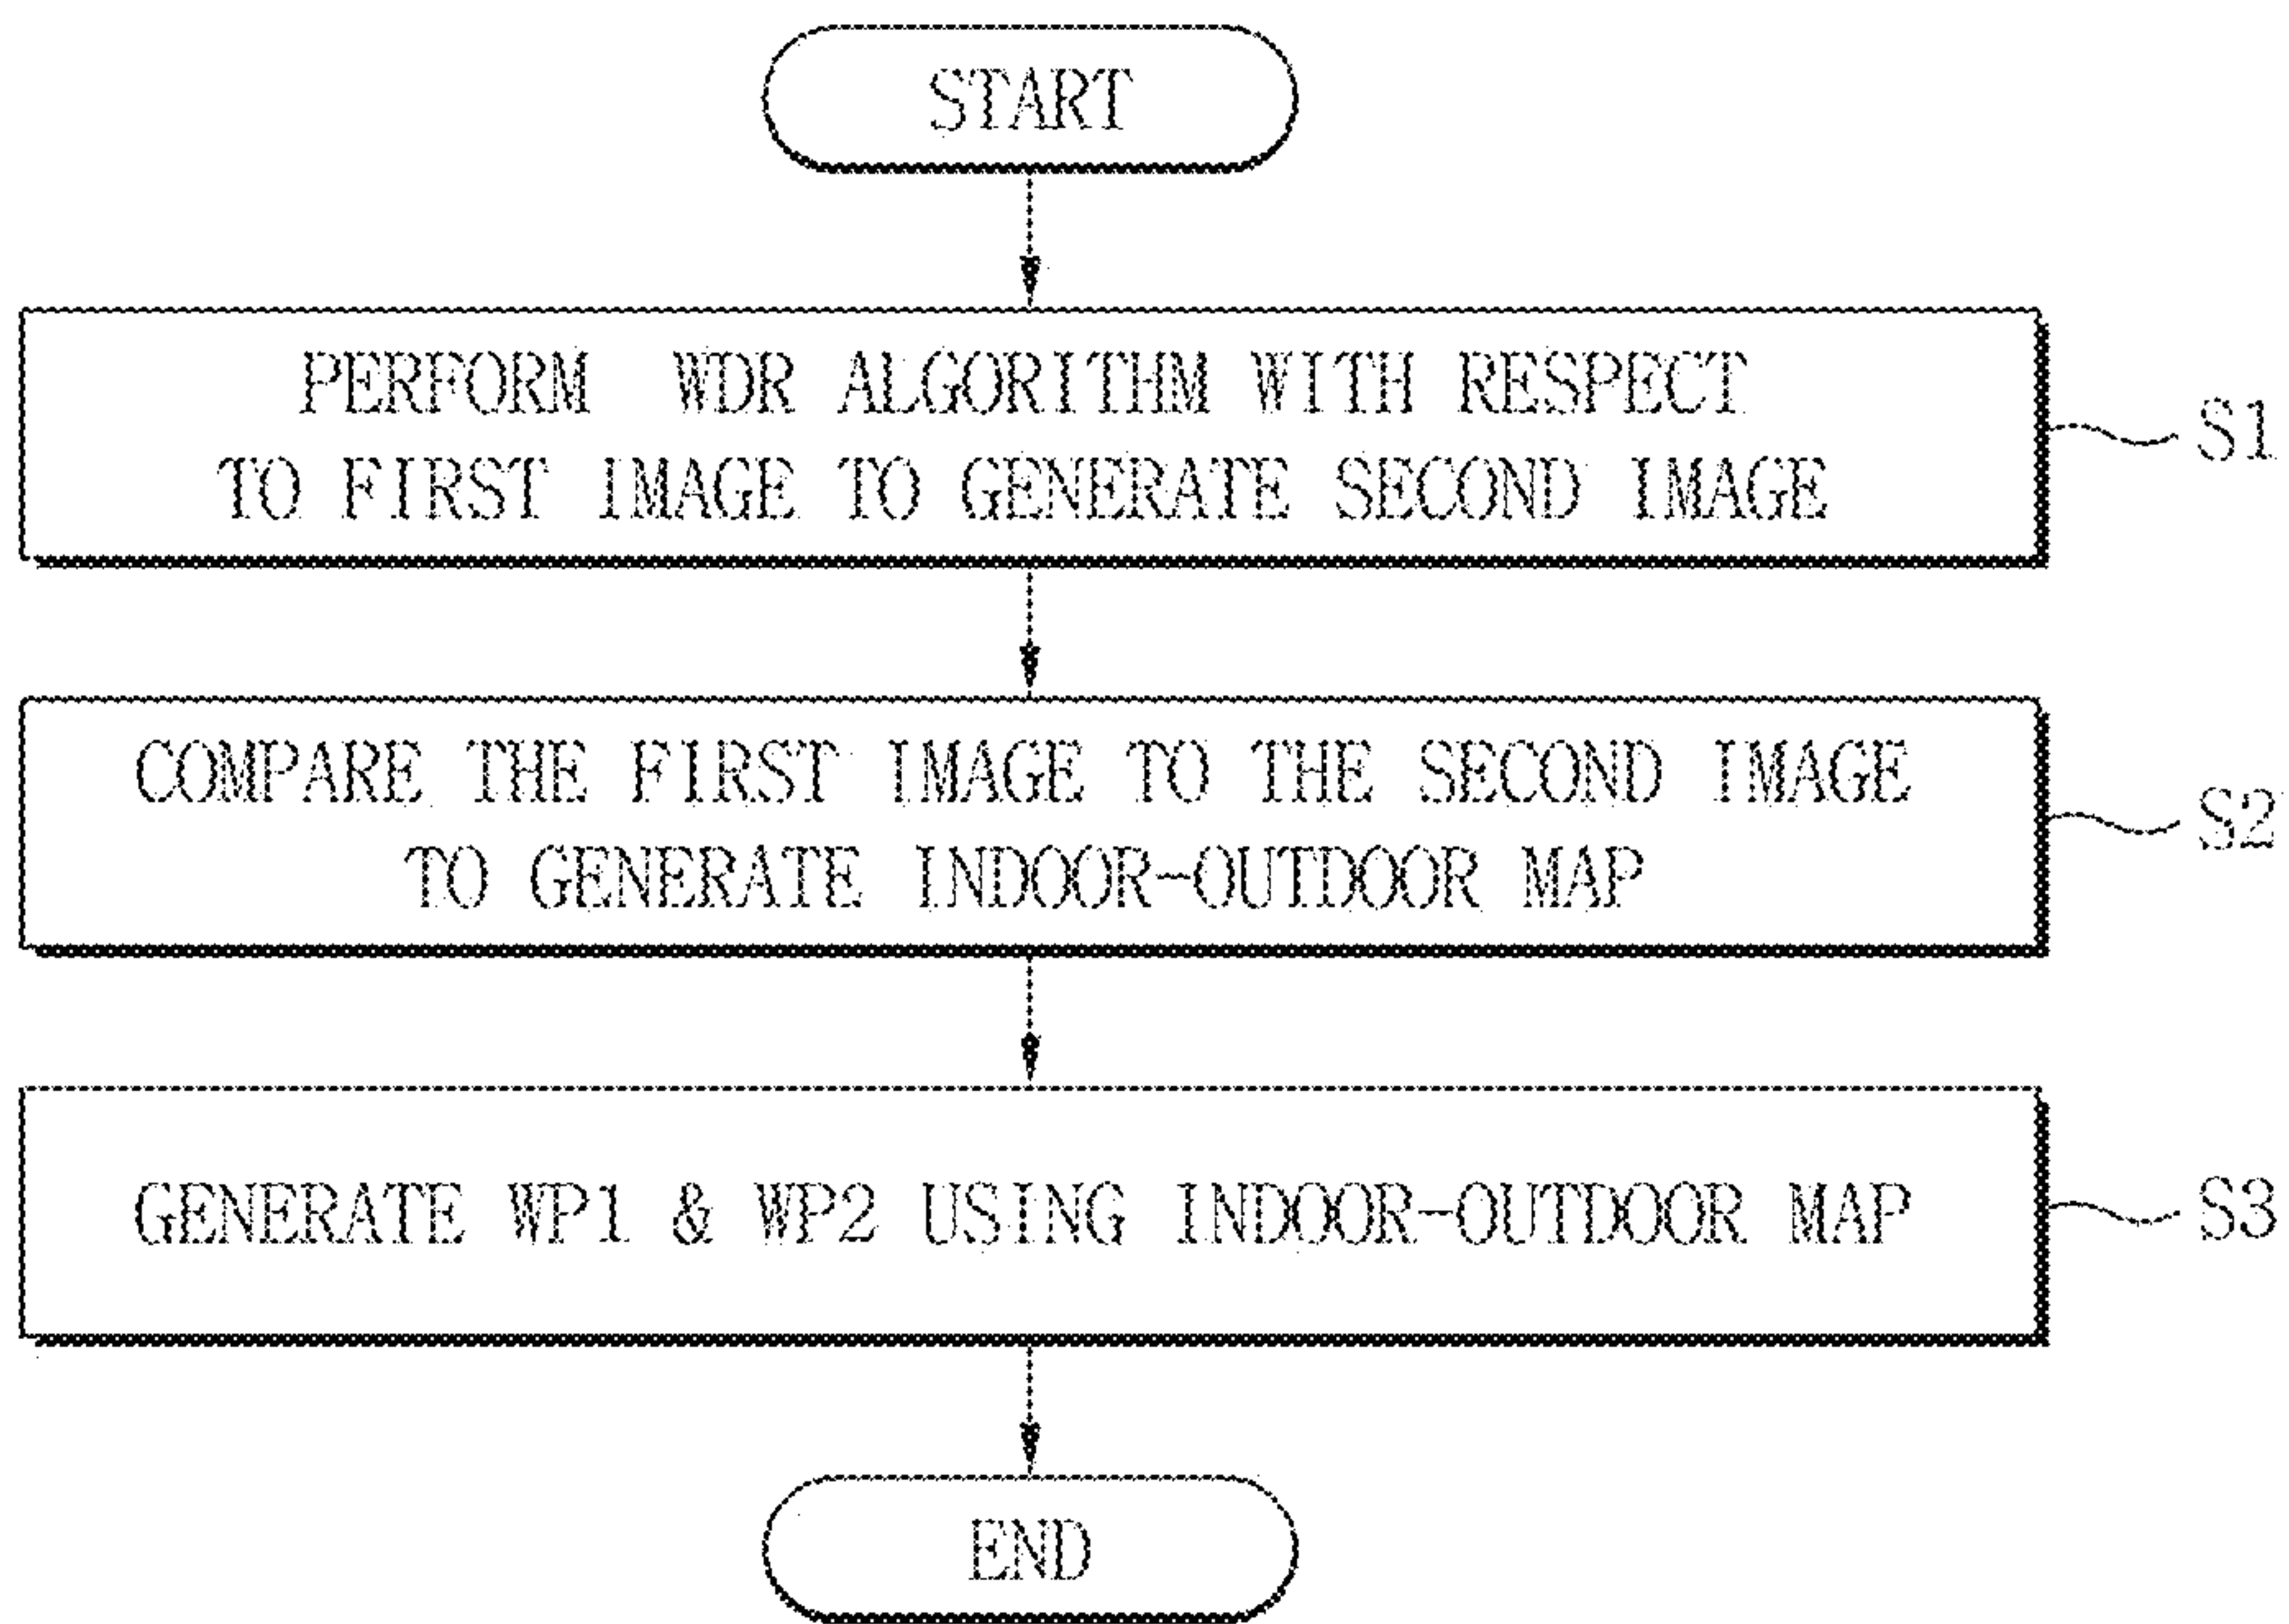 START
PERFORM WDR ALGORITHM WITH RESPECT
TO FIRST IMAGE TO GENERATE SECOND IMAGE
S1
COMPARE THE FIRST IMAGE TO THE SECOND IMAGE
TO GENERATE INDOOR-OUTDOOR MAP
S2
GENERATE WP1 & WP2 USING INDOOR-OUTDOOR MAP
S3
END